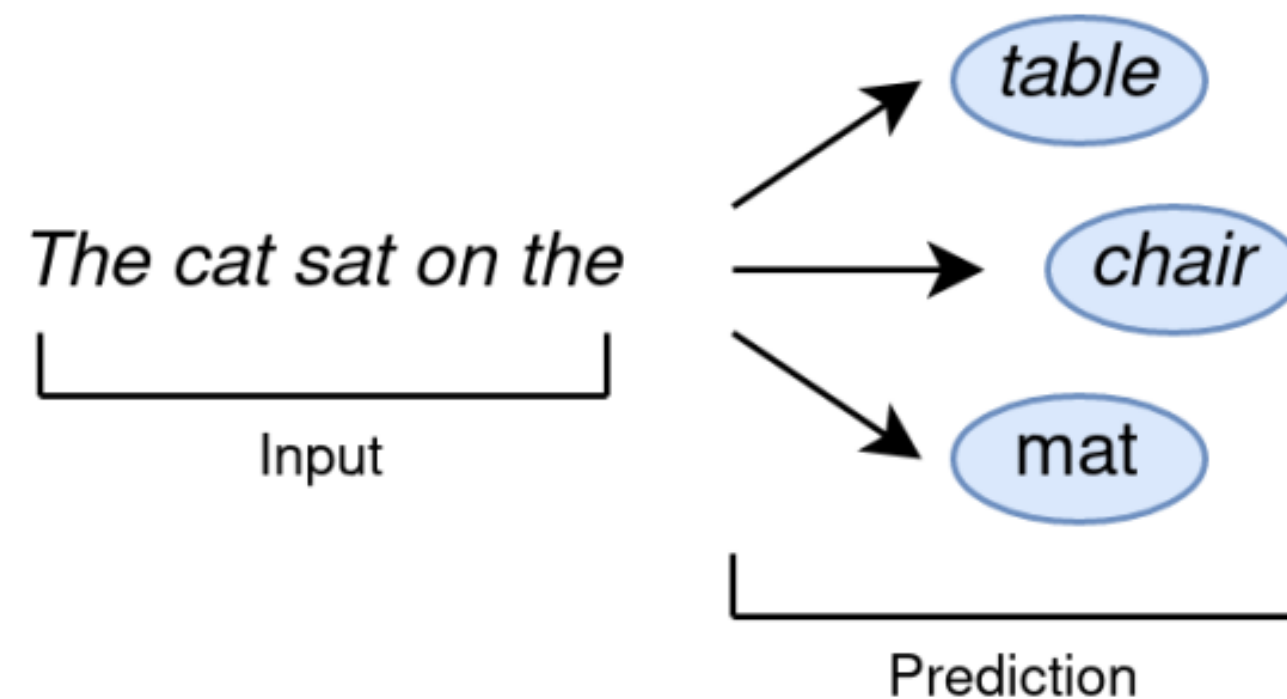 table
The cat sat on the
chair
Input
mat
Prediction